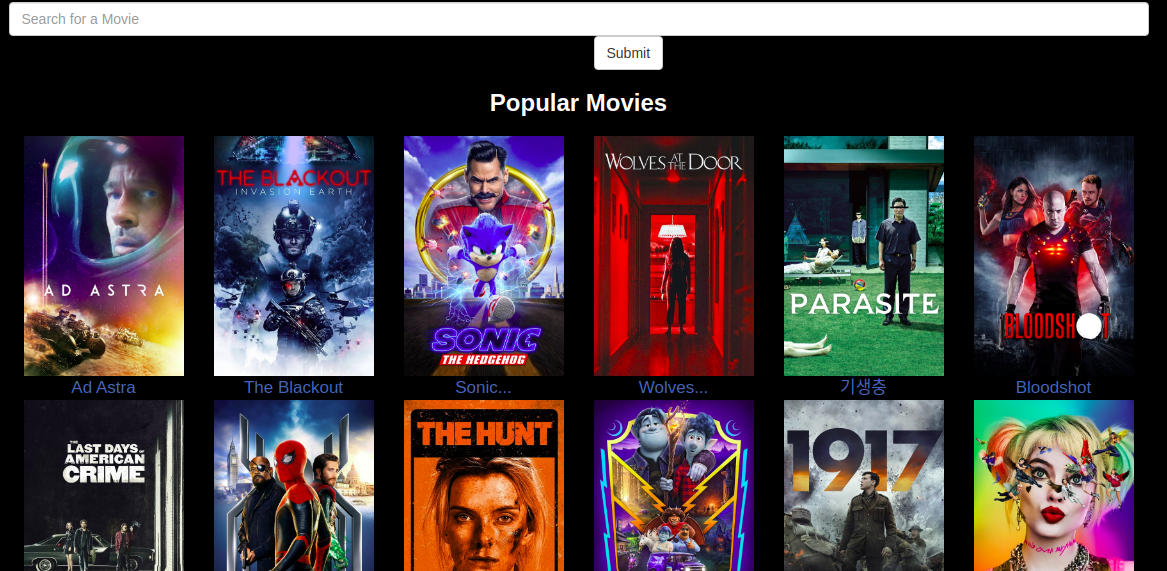 Search for a Movie
Submit
Popular Movies
AD ASTRA
THE BLACKOUT
INVASION EARTH
SONIC
THE HEDGEHOG
WOLVES AT THE DOOR
PARASITE
BLOODSHOT
Ad Astra
The Blackout
Sonic...
Wolves...
기생충
Bloodshot
THE
LAST DAYS OF
AMERICAN
CRIME
THE HUNT
1917